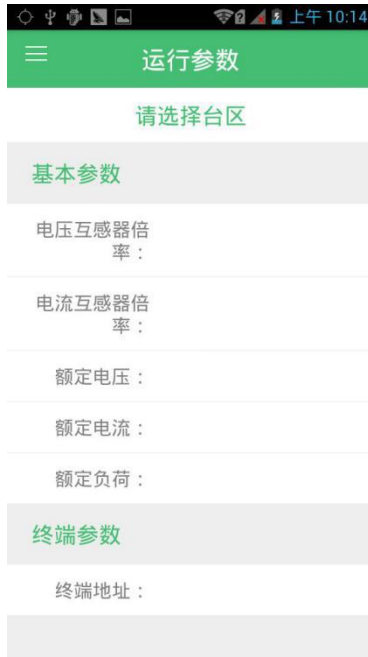 上午 10:14
运行参数
请选择台区
基本参数
电压互感器倍
率：
电流互感器倍
率：
额定电压：
额定电流：
额定负荷：
终端参数
终端地址：